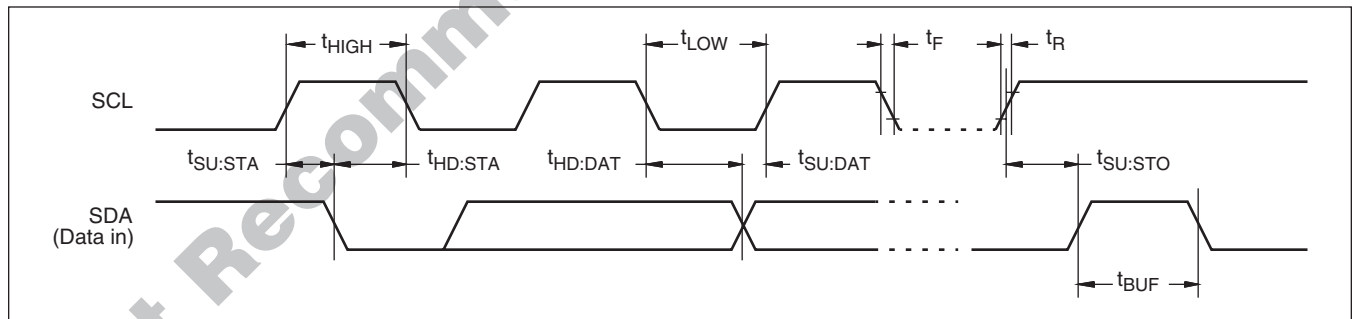 t Recomm
tHIGH
tLOW
tF
tR
SCL
tSU:STA
tHD:STA
tHD:DAT
tSU:DAT
tSU:STO
SDA
(Data in)
tBUF